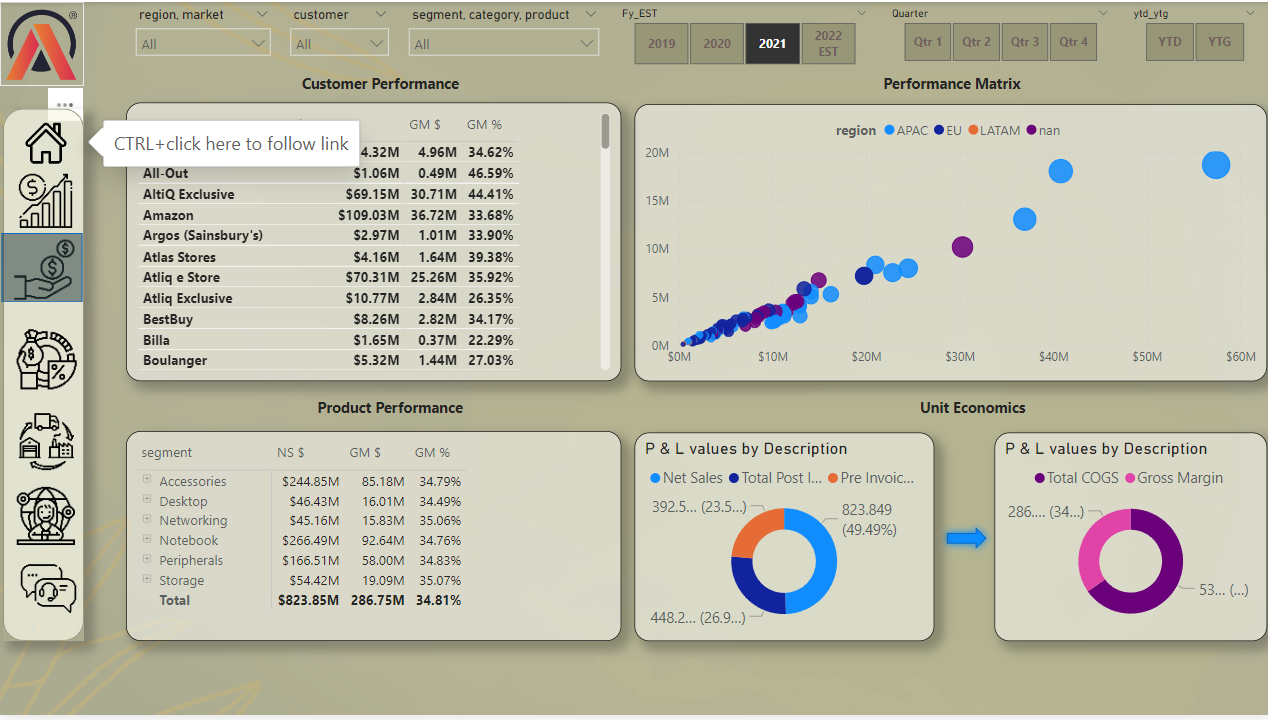 region, market
customer
segment, category, product
Fy_EST
Quarter
ytd_ytg
All
All
All
2019
2020
2021
2022 EST
Qtr 1
Qtr 2
Qtr 3
Qtr 4
YTD
YTG
Customer Performance
Performance Matrix
CTRL+click here to follow link
GM $ GM %
4.32M 4.96M 34.62%
All-Out $1.06M 0.49M 46.59%
AltiQ Exclusive $69.15M 30.71M 44.41%
Amazon $109.03M 36.72M 33.68%
Argos (Sainsbury's) $2.97M 1.01M 33.90%
Atlas Stores $4.16M 1.64M 39.38%
Atliq e Store $70.31M 25.26M 35.92%
Atliq Exclusive $10.77M 2.84M 26.35%
BestBuy $8.26M 2.82M 34.17%
Billa $1.65M 0.37M 22.29%
Boulanger $5.32M 1.44M 27.03%
region APAC EU LATAM nan
20M
15M
10M
5M
0M
$0M $10M $20M $30M $40M $50M $60M
Product Performance
Unit Economics
segment NS $ GM $ GM %
Accessories $244.85M 85.18M 34.79%
Desktop $46.43M 16.01M 34.49%
Networking $45.16M 15.83M 35.06%
Notebook $266.49M 92.64M 34.76%
Peripherals $166.51M 58.00M 34.83%
Storage $54.42M 19.09M 35.07%
Total $823.85M 286.75M 34.81%
P & L values by Description
Net Sales Total Post I... Pre Invoic...
392.5... (23.5...)
823.849
(49.49%)
448.2... (26.9...)
P & L values by Description
Total COGS Gross Margin
286.... (34...)
53... (...)